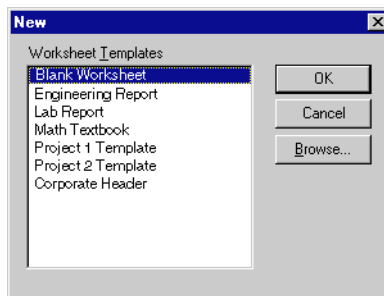 New
Worksheet Templates
Blank Worksheet
Engineering Report
Lab Report
Math Textbook
Project 1 Template
Project 2 Template
Corporate Header
OK
Cancel
Browse...